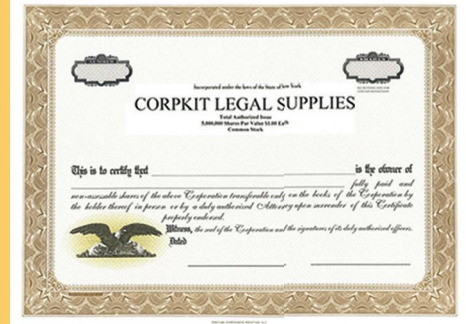 NUMBER
SHARES
Incorporated under the laws of the State of New York
CORPKIT LEGAL SUPPLIES
Total Authorized Issue
5,000,000 Shares Par Value $1.00 Each
Common Stock
This is to certify that is the owner of
fully paid and
non-assessable shares of the above Corporation transferable only on the books of the Corporation by
the holder thereof in person or by a duly authorized Attorney upon surrender of this Certificate
properly endorsed.
Witness, the seal of the Corporation and the signatures of its duly authorized officers.
Dated